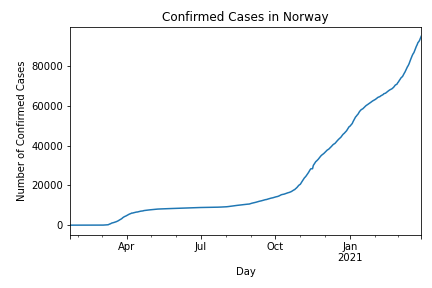 Confirmed Cases in Norway
Number of Confirmed Cases
80000
60000
40000
20000
0
Apr
Jul
Oct
Jan
2021
Day